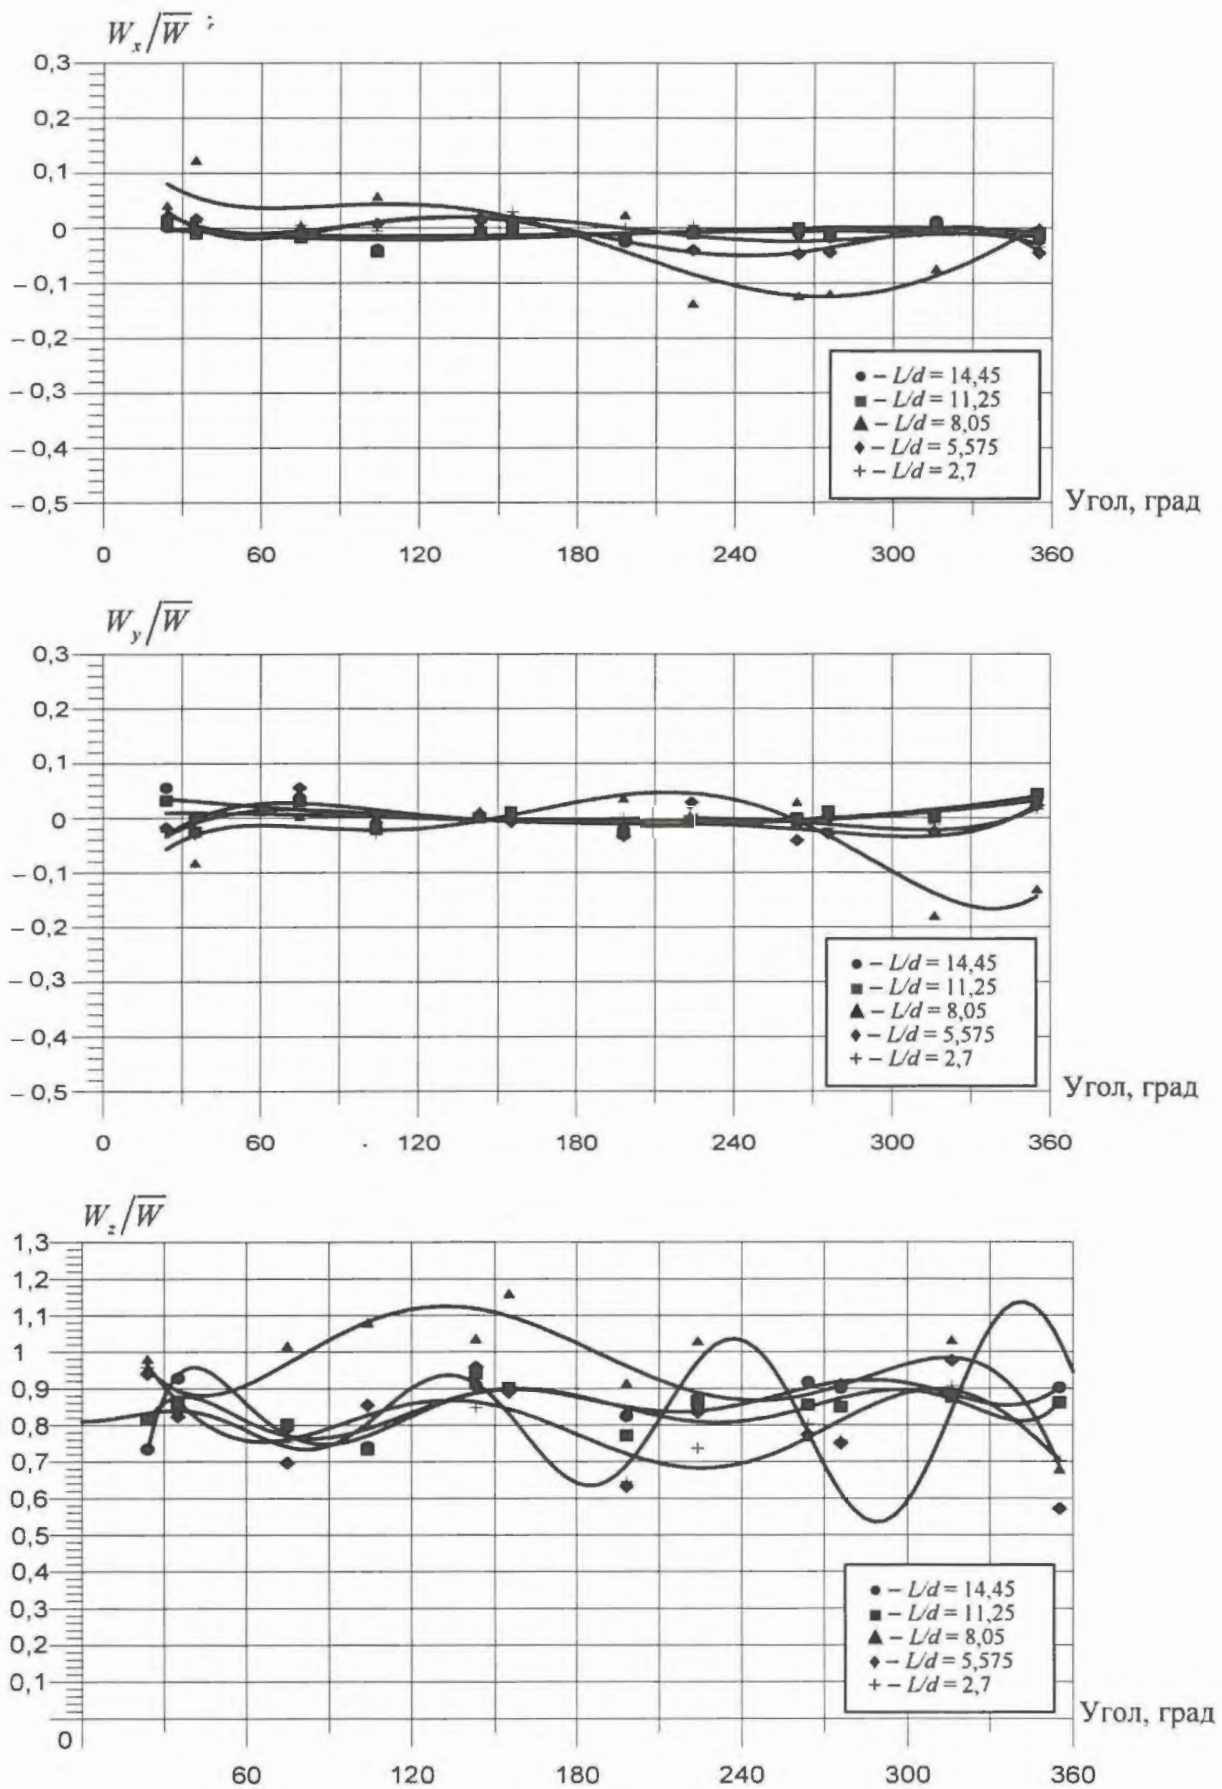 W_x/W̅
0,3
0,2
0,1
0
– 0,1
– 0,2
– 0,3
– 0,4
– 0,5
● – L/d = 14,45
■ – L/d = 11,25
▲ – L/d = 8,05
♦ – L/d = 5,575
+ – L/d = 2,7
Угол, град
0 60 120 180 240 300 360
W_y/W̅
0,3
0,2
0,1
0
– 0,1
– 0,2
– 0,3
– 0,4
– 0,5
● – L/d = 14,45
■ – L/d = 11,25
▲ – L/d = 8,05
♦ – L/d = 5,575
+ – L/d = 2,7
Угол, град
0 60 120 180 240 300 360
W_z/W̅
1,3
1,2
1,1
1
0,9
0,8
0,7
0,6
0,5
0,4
0,3
0,2
0,1
0
● – L/d = 14,45
■ – L/d = 11,25
▲ – L/d = 8,05
♦ – L/d = 5,575
+ – L/d = 2,7
Угол, град
60 120 180 240 300 360